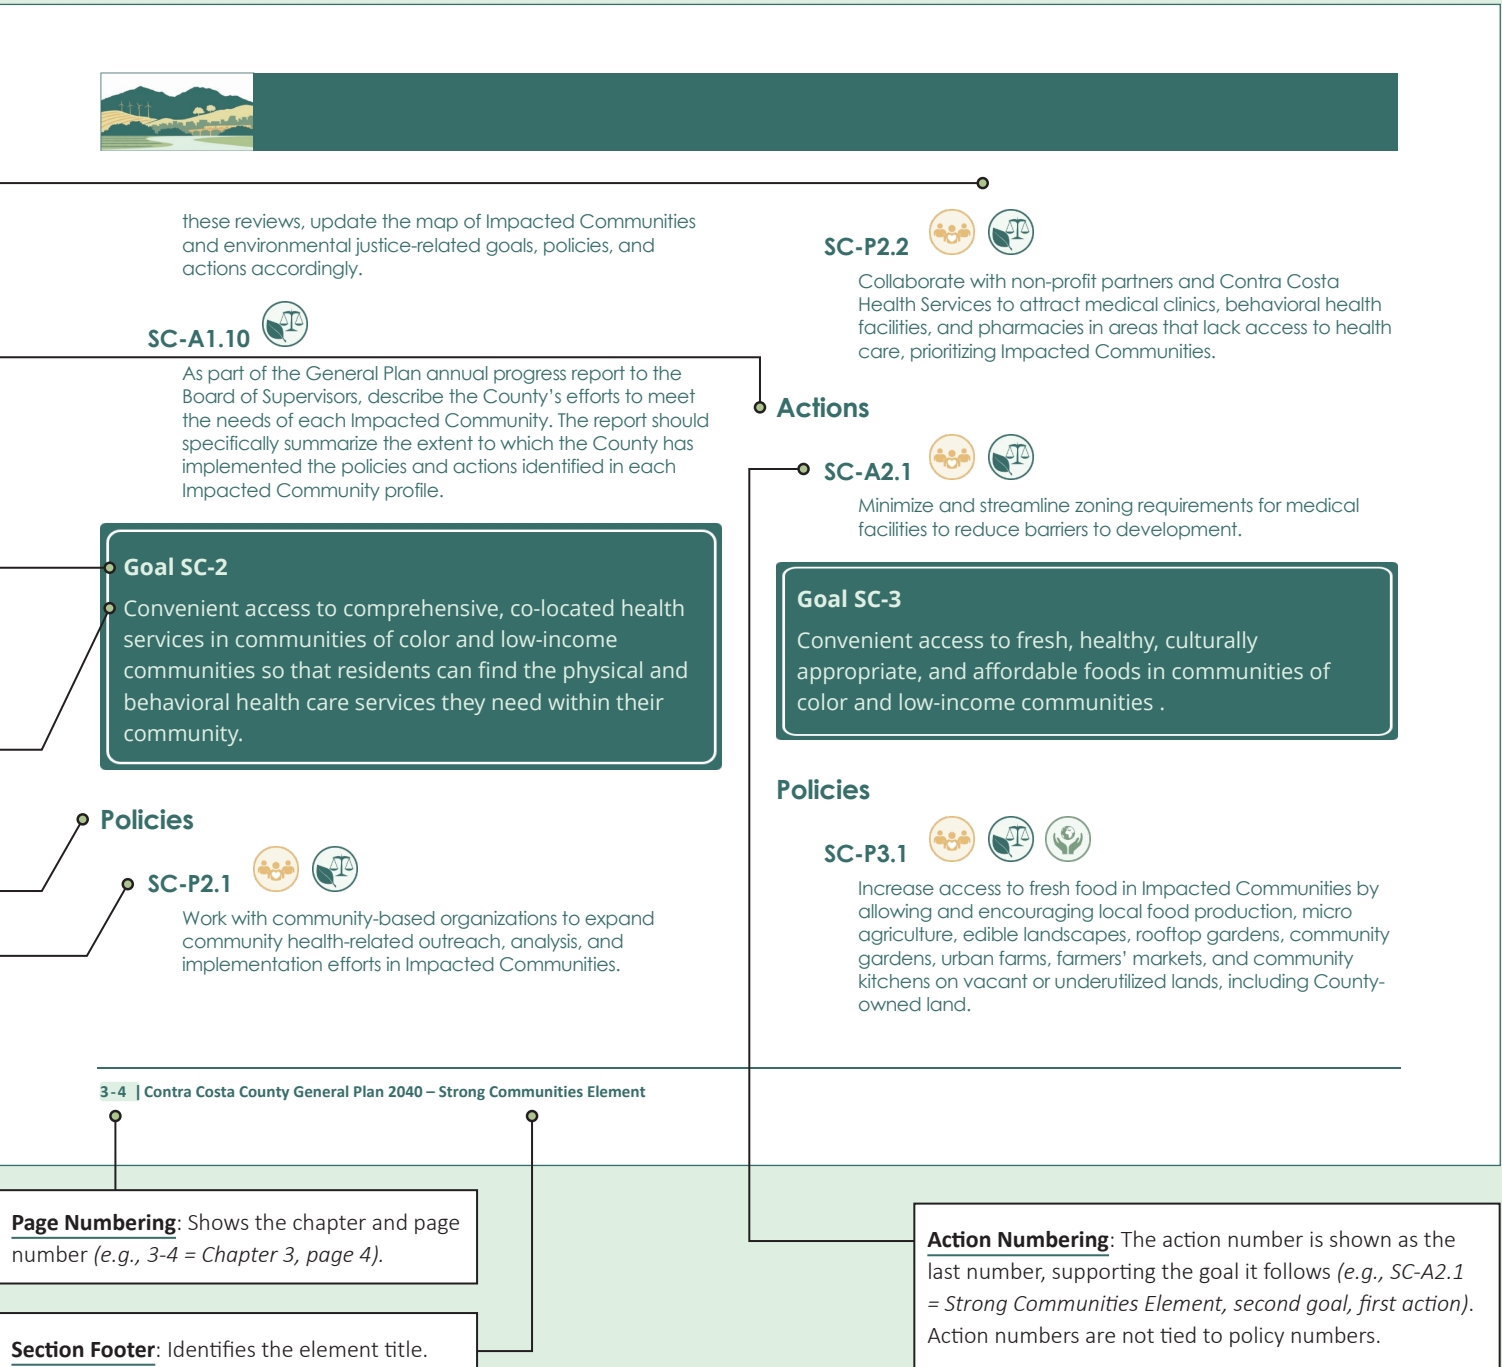 these reviews, update the map of Impacted Communities
and environmental justice-related goals, policies, and
actions accordingly.
SC-A1.10
As part of the General Plan annual progress report to the
Board of Supervisors, describe the County’s efforts to meet
the needs of each Impacted Community. The report should
specifically summarize the extent to which the County has
implemented the policies and actions identified in each
Impacted Community profile.
Goal SC-2
Convenient access to comprehensive, co-located health
services in communities of color and low-income
communities so that residents can find the physical and
behavioral health care services they need within their
community.
Policies
SC-P2.1
Work with community-based organizations to expand
community health-related outreach, analysis, and
implementation efforts in Impacted Communities.
SC-P2.2
Collaborate with non-profit partners and Contra Costa
Health Services to attract medical clinics, behavioral health
facilities, and pharmacies in areas that lack access to health
care, prioritizing Impacted Communities.
Actions
SC-A2.1
Minimize and streamline zoning requirements for medical
facilities to reduce barriers to development.
Goal SC-3
Convenient access to fresh, healthy, culturally
appropriate, and affordable foods in communities of
color and low-income communities .
Policies
SC-P3.1
Increase access to fresh food in Impacted Communities by
allowing and encouraging local food production, micro
agriculture, edible landscapes, rooftop gardens, community
gardens, urban farms, farmers’ markets, and community
kitchens on vacant or underutilized lands, including County-
owned land.
3-4 | Contra Costa County General Plan 2040 – Strong Communities Element
Page Numbering: Shows the chapter and page
number (e.g., 3-4 = Chapter 3, page 4).
Section Footer: Identifies the element title.
Action Numbering: The action number is shown as the
last number, supporting the goal it follows (e.g., SC-A2.1
= Strong Communities Element, second goal, first action).
Action numbers are not tied to policy numbers.